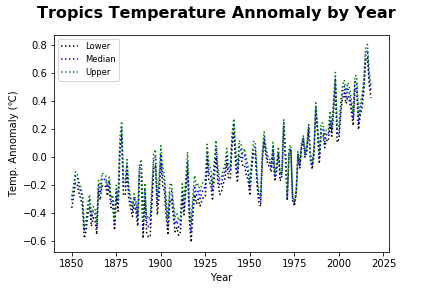 Tropics Temperature Annomaly by Year
Lower
Median
Upper
Temp. Annomaly (℃)
0.8
0.6
0.4
0.2
0.0
−0.2
−0.4
−0.6
1850 1875 1900 1925 1950 1975 2000 2025
Year